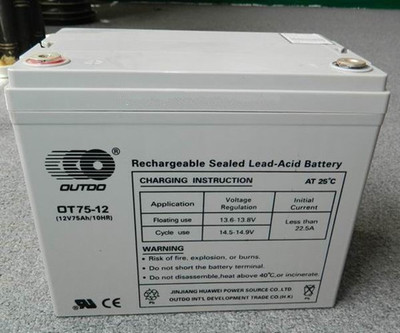 OUTDO ®
OT75-12
(12V75Ah/10HR)
Rechargeable Sealed Lead-Acid Battery
CHARGING INSTRUCTION AT 25℃
Application Voltage Regulation Initial Current
Floating use 13.6-13.8V Less than 22.5A
Cycle use 14.5-14.9V
WARNING
Risk of fire, explosion, or burns.
Do not short the battery terminals.
Do not disassemble, heat above 40℃, or incinerate.
JINJIANG HUAWEI POWER SOURCE CO.LTD
OUTDO INT'L DEVELOPMENT TRADE CO.(H K)
CE